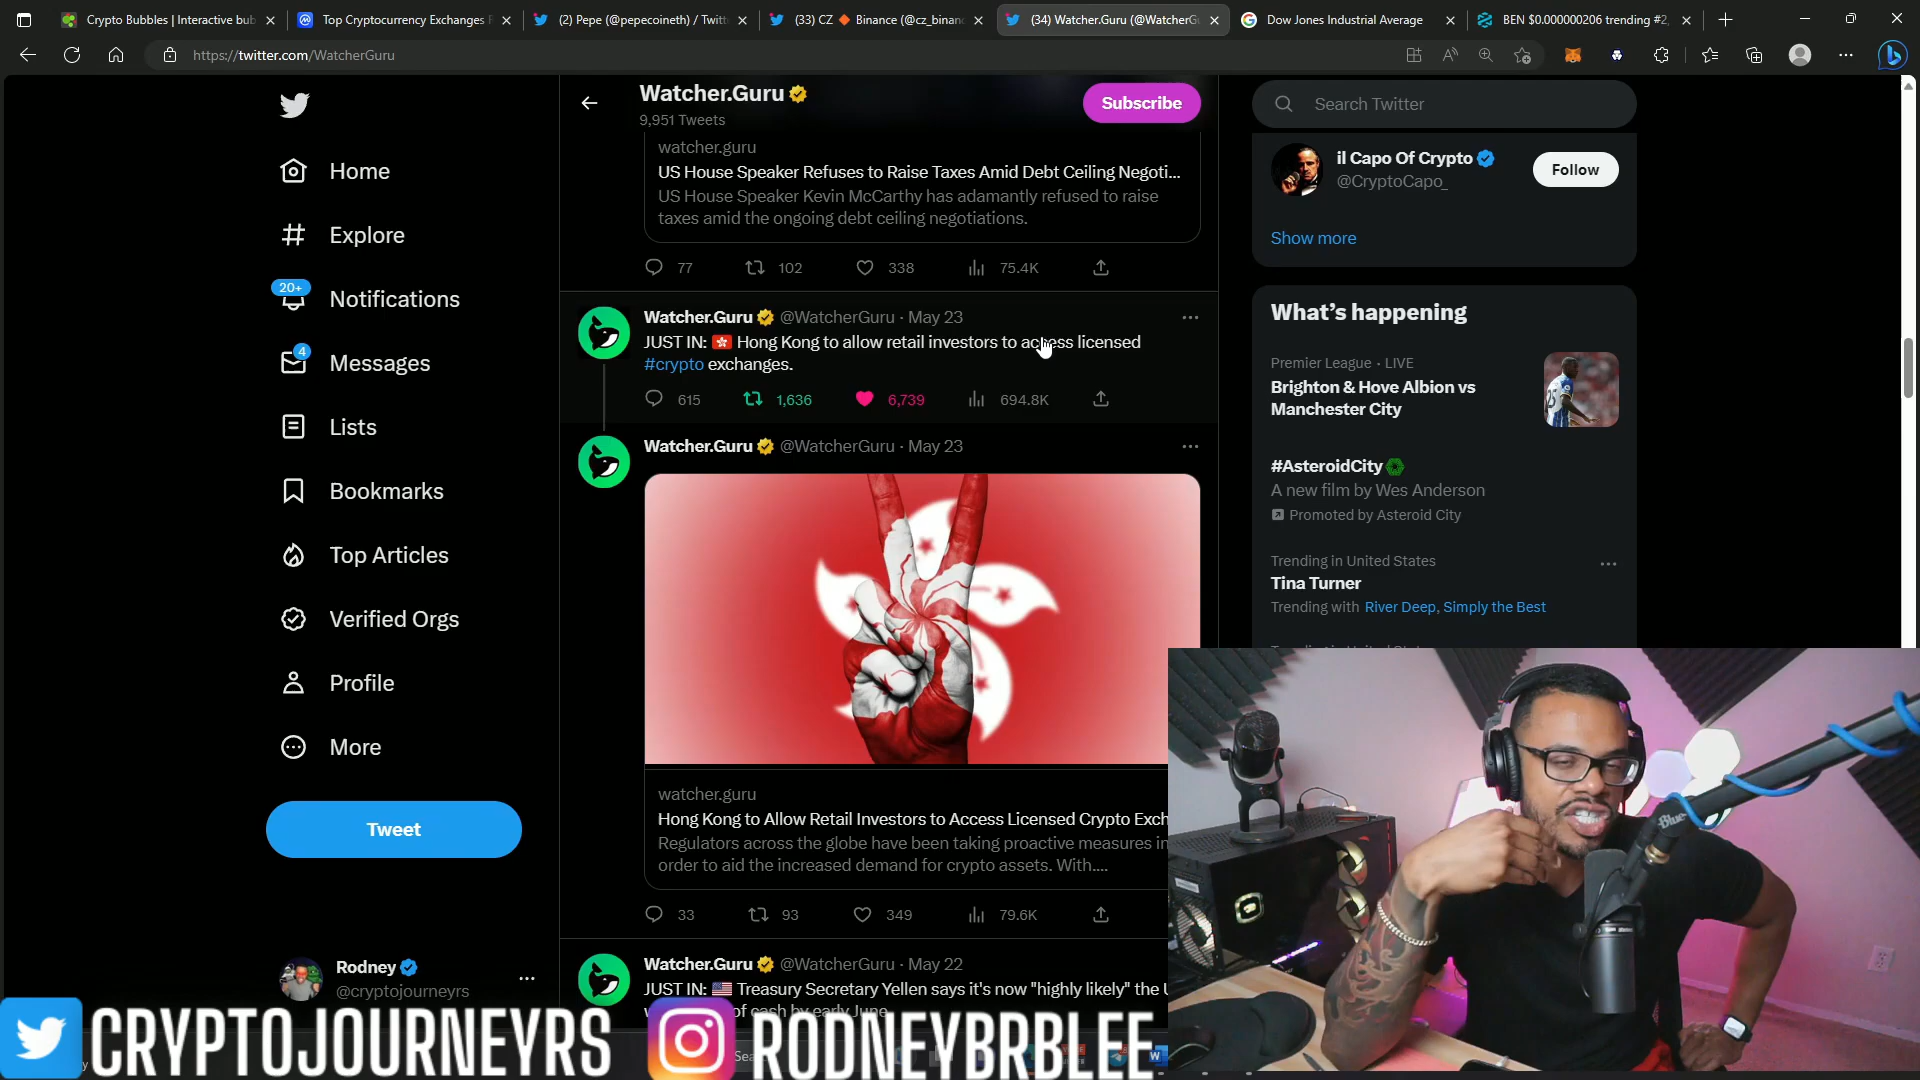 Crypto Bubbles | Interactive bub
Top Cryptocurrency Exchanges
(2) Pepe (@pepecoineth) / Twitt
(33) CZ 🔶 Binance (@cz_binanc
(34) Watcher.Guru (@WatcherG
Dow Jones Industrial Average
BEN $0.000000206 trending #2,
https://twitter.com/WatcherGuru
Home
Explore
20+
Notifications
4
Messages
Lists
Bookmarks
Top Articles
Verified Orgs
Profile
More
Tweet
Rodney
@cryptojourneyrs
Watcher.Guru
9,951 Tweets
Subscribe
watcher.guru
US House Speaker Refuses to Raise Taxes Amid Debt Ceiling Negoti...
US House Speaker Kevin McCarthy has adamantly refused to raise
taxes amid the ongoing debt ceiling negotiations.
77 102 338 75.4K
Watcher.Guru @WatcherGuru · May 23
JUST IN: 🇭🇰 Hong Kong to allow retail investors to access licensed
#crypto exchanges.
615 1,636 6,739 694.8K
Watcher.Guru @WatcherGuru · May 23
watcher.guru
Hong Kong to Allow Retail Investors to Access Licensed Crypto Exch
Regulators across the globe have been taking proactive measures in
order to aid the increased demand for crypto assets. With....
33 93 349 79.6K
Watcher.Guru @WatcherGuru · May 22
JUST IN: 🇺🇸 Treasury Secretary Yellen says it's now "highly likely" the
of cash by early June
Search Twitter
il Capo Of Crypto
@CryptoCapo_
Follow
Show more
What's happening
Premier League · LIVE
Brighton & Hove Albion vs
Manchester City
#AsteroidCity
A new film by Wes Anderson
Promoted by Asteroid City
Trending in United States
Tina Turner
Trending with River Deep, Simply the Best
Blue
CRYPTOJOURNEYRS
RODNEYBRBLEE